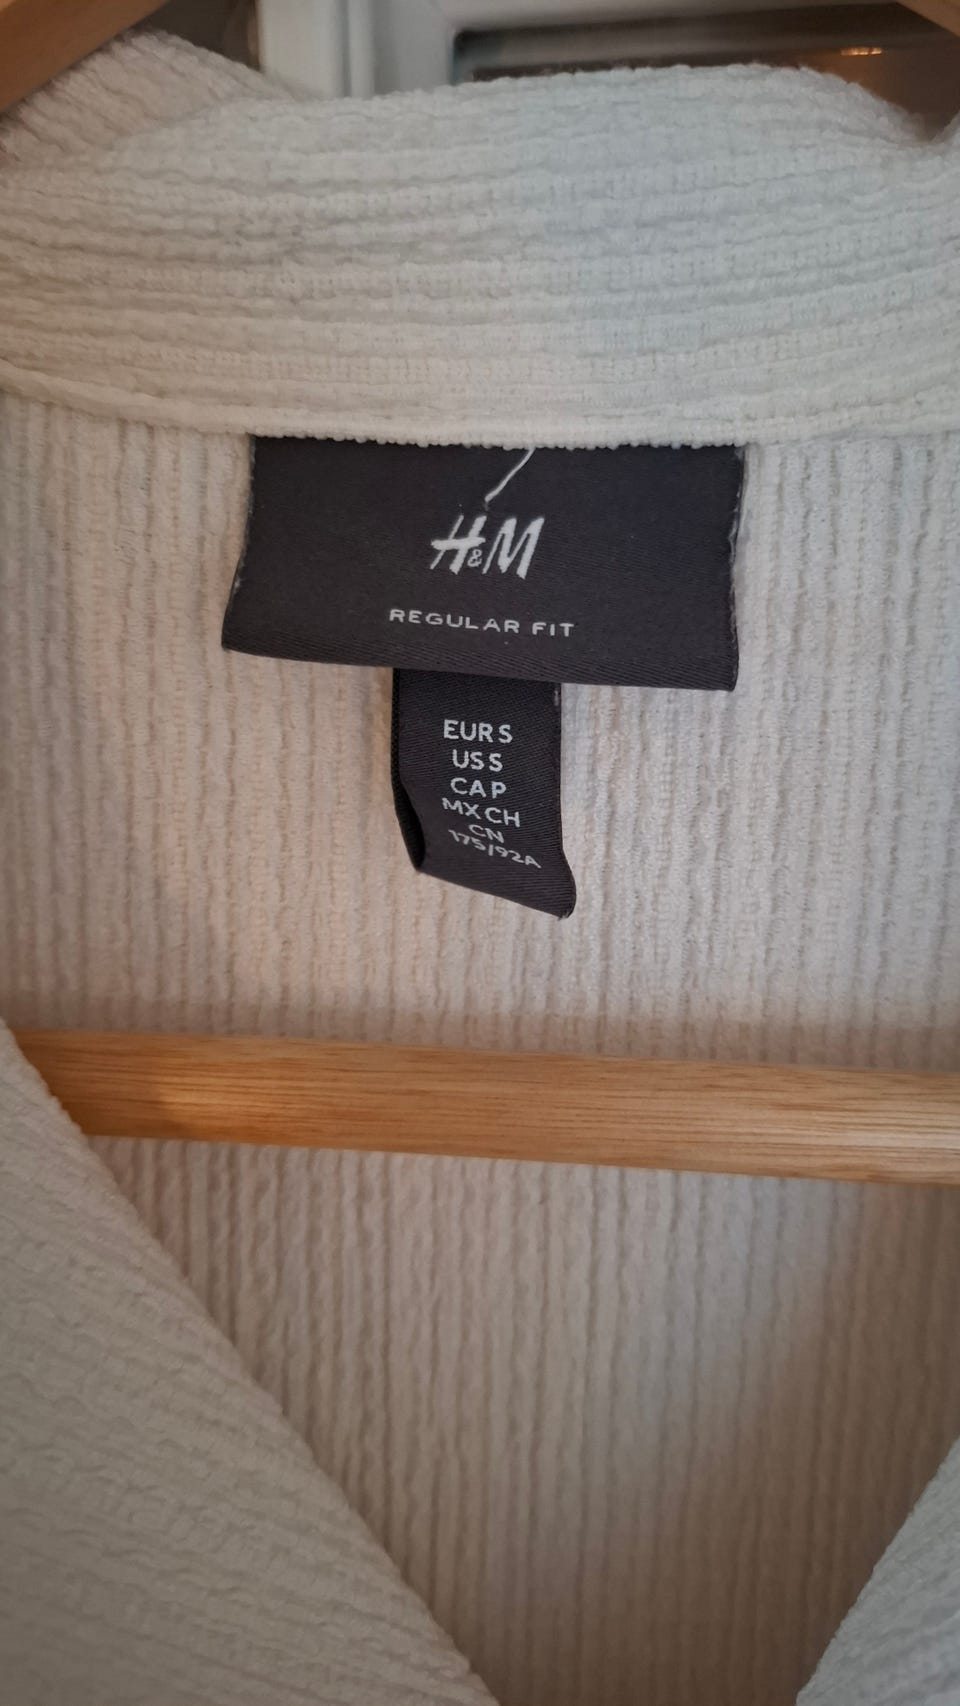 H&M
REGULAR FIT
EUR S
US S
CA P
MX CH
CN
175/92A